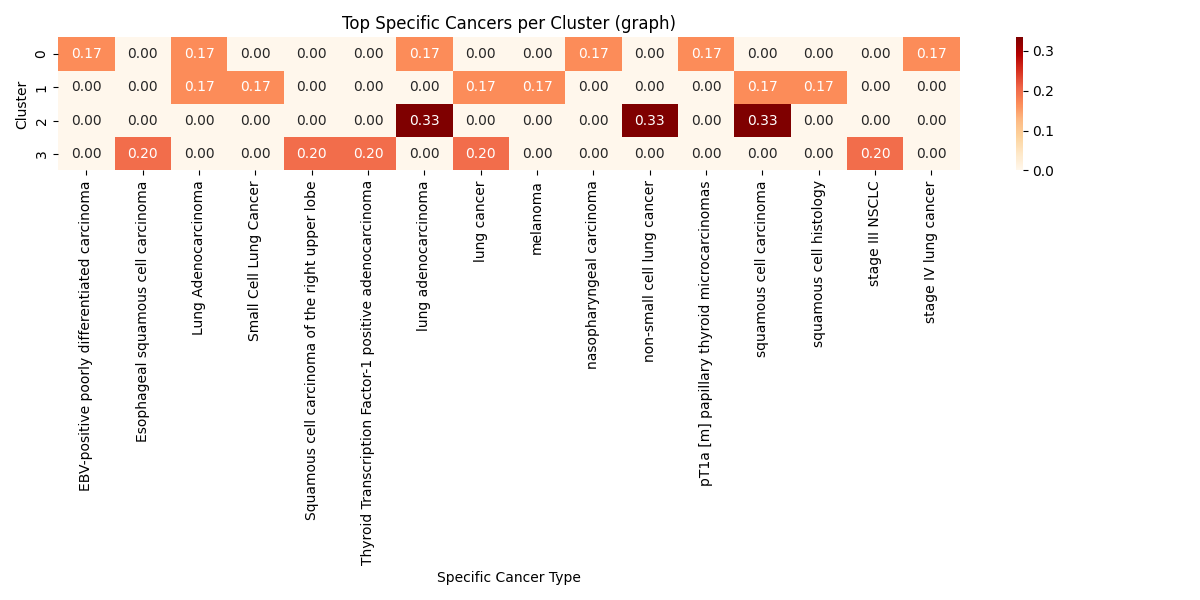 Top Specific Cancers per Cluster (graph)
Cluster
0 0.17 0.00 0.17 0.00 0.00 0.00 0.17 0.00 0.00 0.17 0.00 0.17 0.00 0.00 0.00 0.17
1 0.00 0.00 0.17 0.17 0.00 0.00 0.00 0.17 0.17 0.00 0.00 0.00 0.17 0.17 0.00 0.00
2 0.00 0.00 0.00 0.00 0.00 0.00 0.33 0.00 0.00 0.00 0.33 0.00 0.33 0.00 0.00 0.00
3 0.00 0.20 0.00 0.00 0.20 0.20 0.00 0.20 0.00 0.00 0.00 0.00 0.00 0.00 0.20 0.00
EBV-positive poorly differentiated carcinoma
Esophageal squamous cell carcinoma
Lung Adenocarcinoma
Small Cell Lung Cancer
Squamous cell carcinoma of the right upper lobe
Thyroid Transcription Factor-1 positive adenocarcinoma
lung adenocarcinoma
lung cancer
melanoma
nasopharyngeal carcinoma
non-small cell lung cancer
pT1a [m] papillary thyroid microcarcinomas
squamous cell carcinoma
squamous cell histology
stage III NSCLC
stage IV lung cancer
Specific Cancer Type
0.3
0.2
0.1
0.0